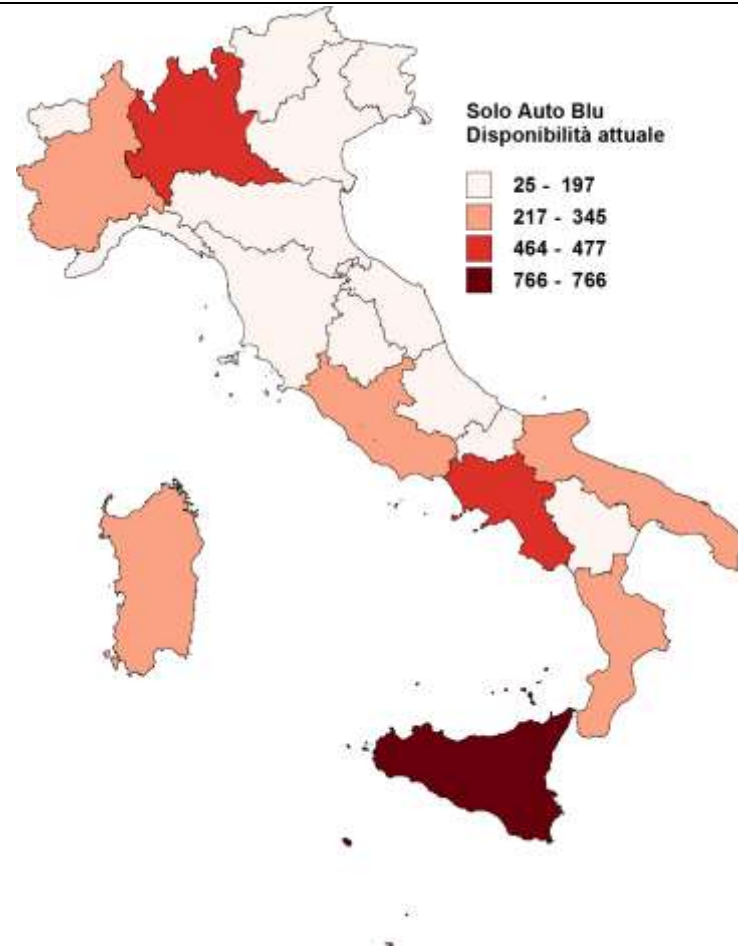 Solo Auto Blu
Disponibilità attuale
25 - 197
217 - 345
464 - 477
766 - 766